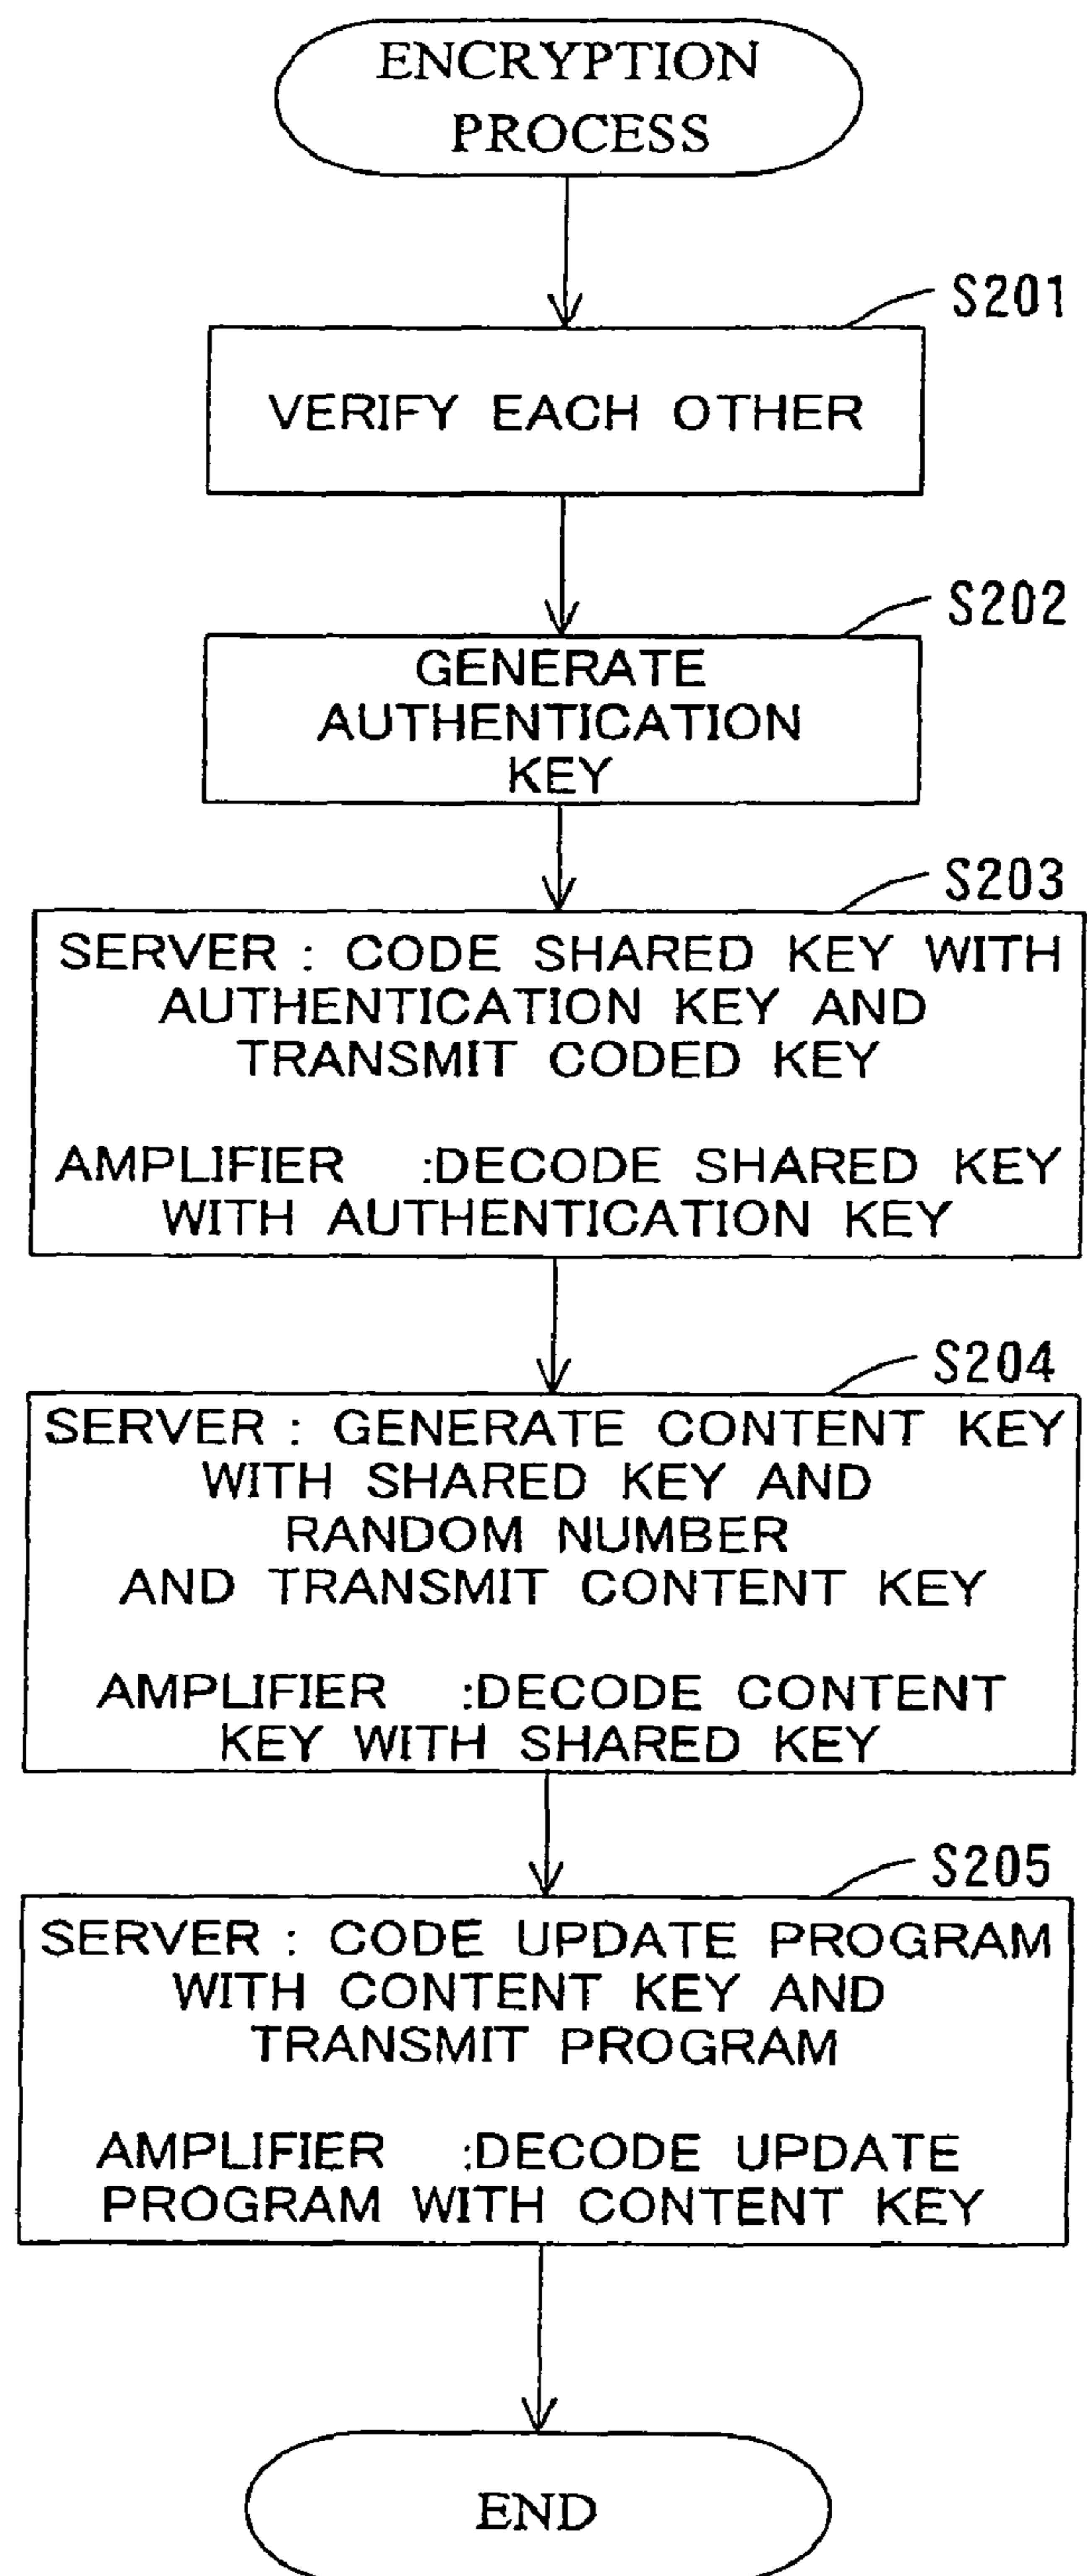 ENCRYPTION
PROCESS
S201
VERIFY EACH OTHER
S202
GENERATE
AUTHENTICATION
KEY
S203
SERVER : CODE SHARED KEY WITH
AUTHENTICATION KEY AND
TRANSMIT CODED KEY
AMPLIFIER :DECODE SHARED KEY
WITH AUTHENTICATION KEY
S204
SERVER : GENERATE CONTENT KEY
WITH SHARED KEY AND
RANDOM NUMBER
AND TRANSMIT CONTENT KEY
AMPLIFIER :DECODE CONTENT
KEY WITH SHARED KEY
S205
SERVER : CODE UPDATE PROGRAM
WITH CONTENT KEY AND
TRANSMIT PROGRAM
AMPLIFIER :DECODE UPDATE
PROGRAM WITH CONTENT KEY
END